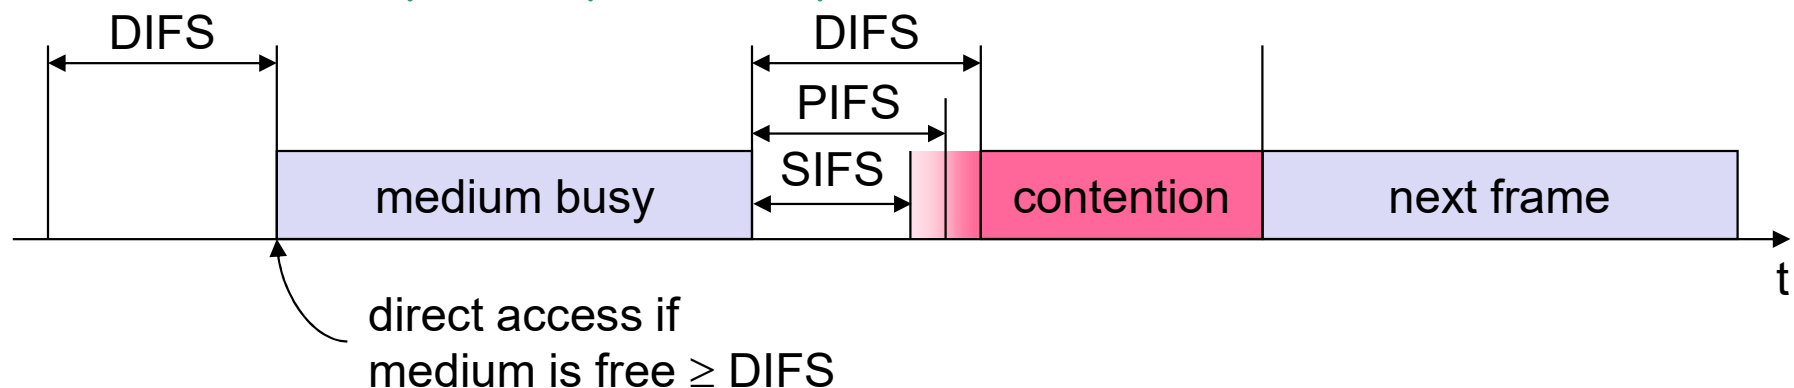 DIFS
DIFS
PIFS
SIFS
medium busy
contention
next frame
t
direct access if
medium is free ≥ DIFS